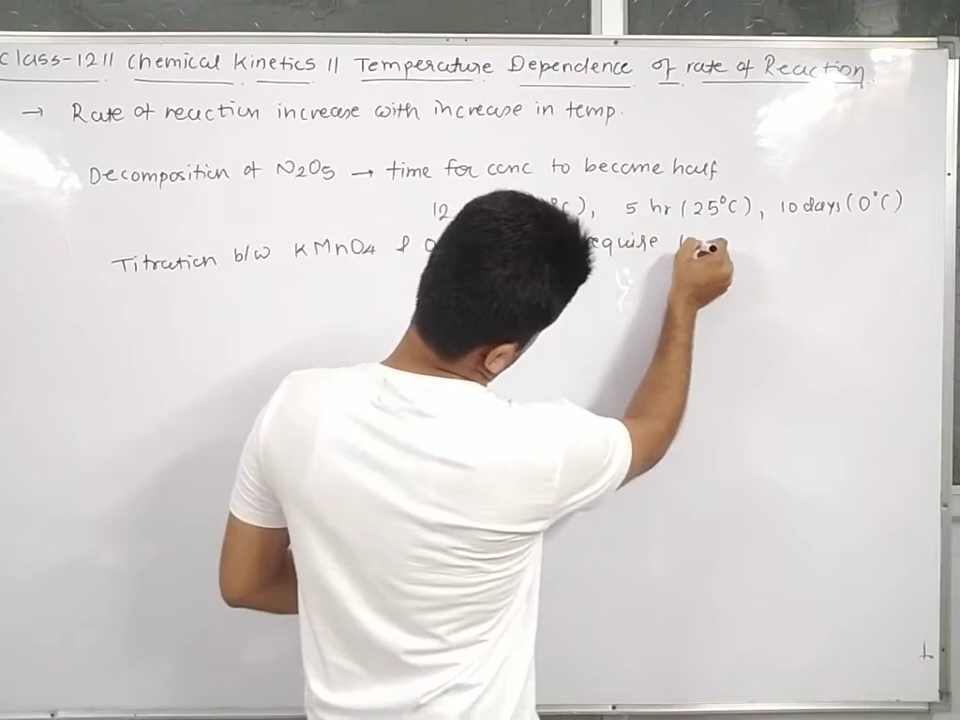 Class-12 || Chemical Kinetics || Temperature Dependence of rate of Reaction
→ Rate of reaction increase with increase in temp.
Decomposition of N2O5 → time for conc to become half
12 °C), 5 hr (25°C), 10 days (0°C)
Titration b/w KMnO4 &